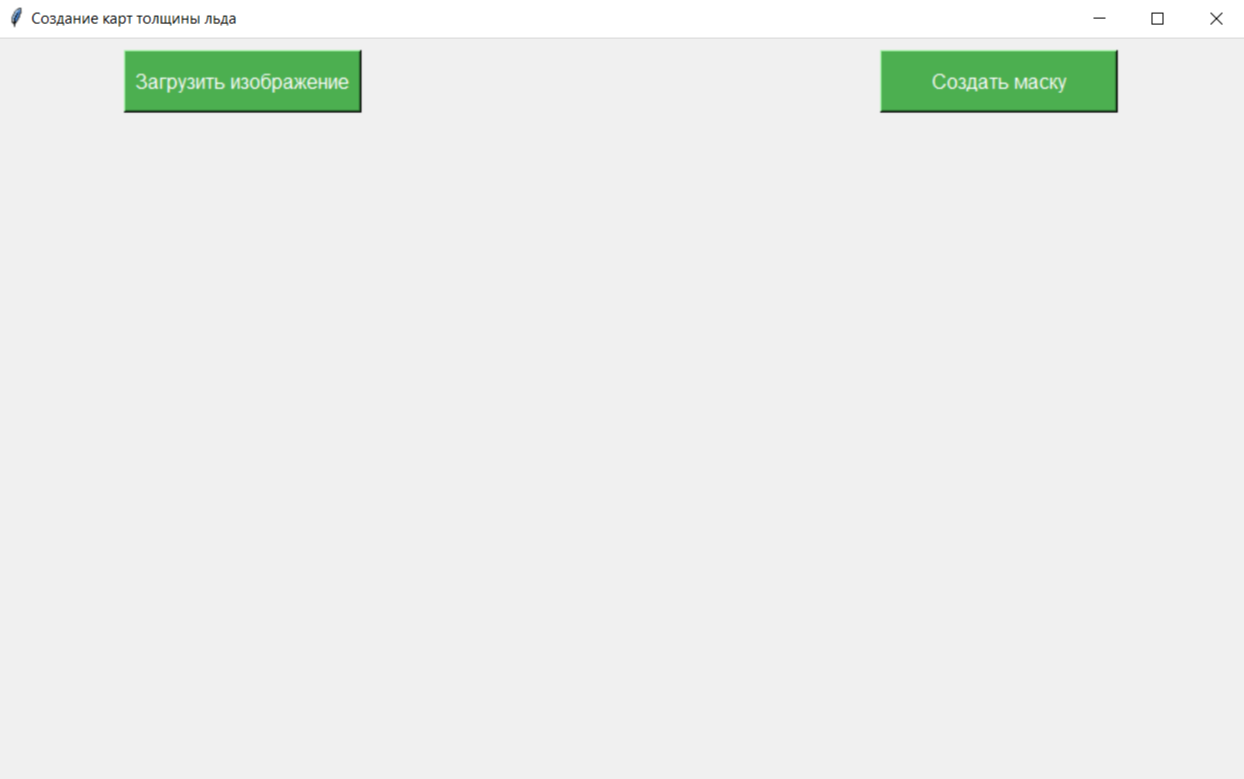 Создание карт толщины льда
Загрузить изображение
Создать маску